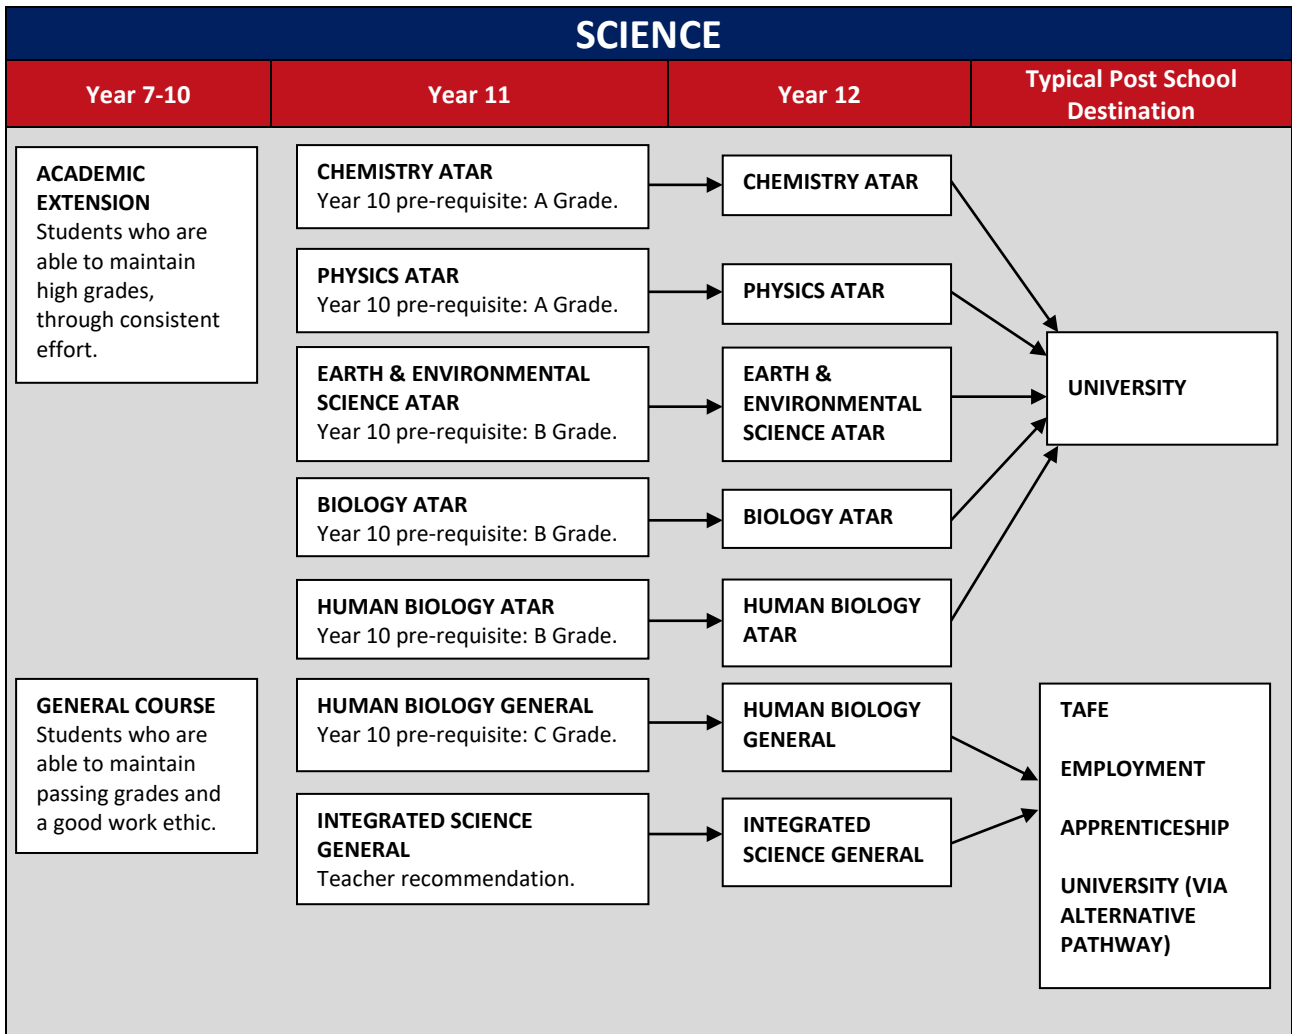 SCIENCE
Year 7-10
Year 11
Year 12
Typical Post School
Destination
ACADEMIC
EXTENSION
Students who are
able to maintain
high grades,
through consistent
effort.
GENERAL COURSE
Students who are
able to maintain
passing grades and
a good work ethic.
CHEMISTRY ATAR
Year 10 pre-requisite: A Grade.
PHYSICS ATAR
Year 10 pre-requisite: A Grade.
EARTH & ENVIRONMENTAL
SCIENCE ATAR
Year 10 pre-requisite: B Grade.
BIOLOGY ATAR
Year 10 pre-requisite: B Grade.
HUMAN BIOLOGY ATAR
Year 10 pre-requisite: B Grade.
HUMAN BIOLOGY GENERAL
Year 10 pre-requisite: C Grade.
INTEGRATED SCIENCE
GENERAL
Teacher recommendation.
CHEMISTRY ATAR
PHYSICS ATAR
EARTH &
ENVIRONMENTAL
SCIENCE ATAR
BIOLOGY ATAR
HUMAN BIOLOGY
ATAR
HUMAN BIOLOGY
GENERAL
INTEGRATED
SCIENCE GENERAL
UNIVERSITY
TAFE
EMPLOYMENT
APPRENTICESHIP
UNIVERSITY (VIA
ALTERNATIVE
PATHWAY)